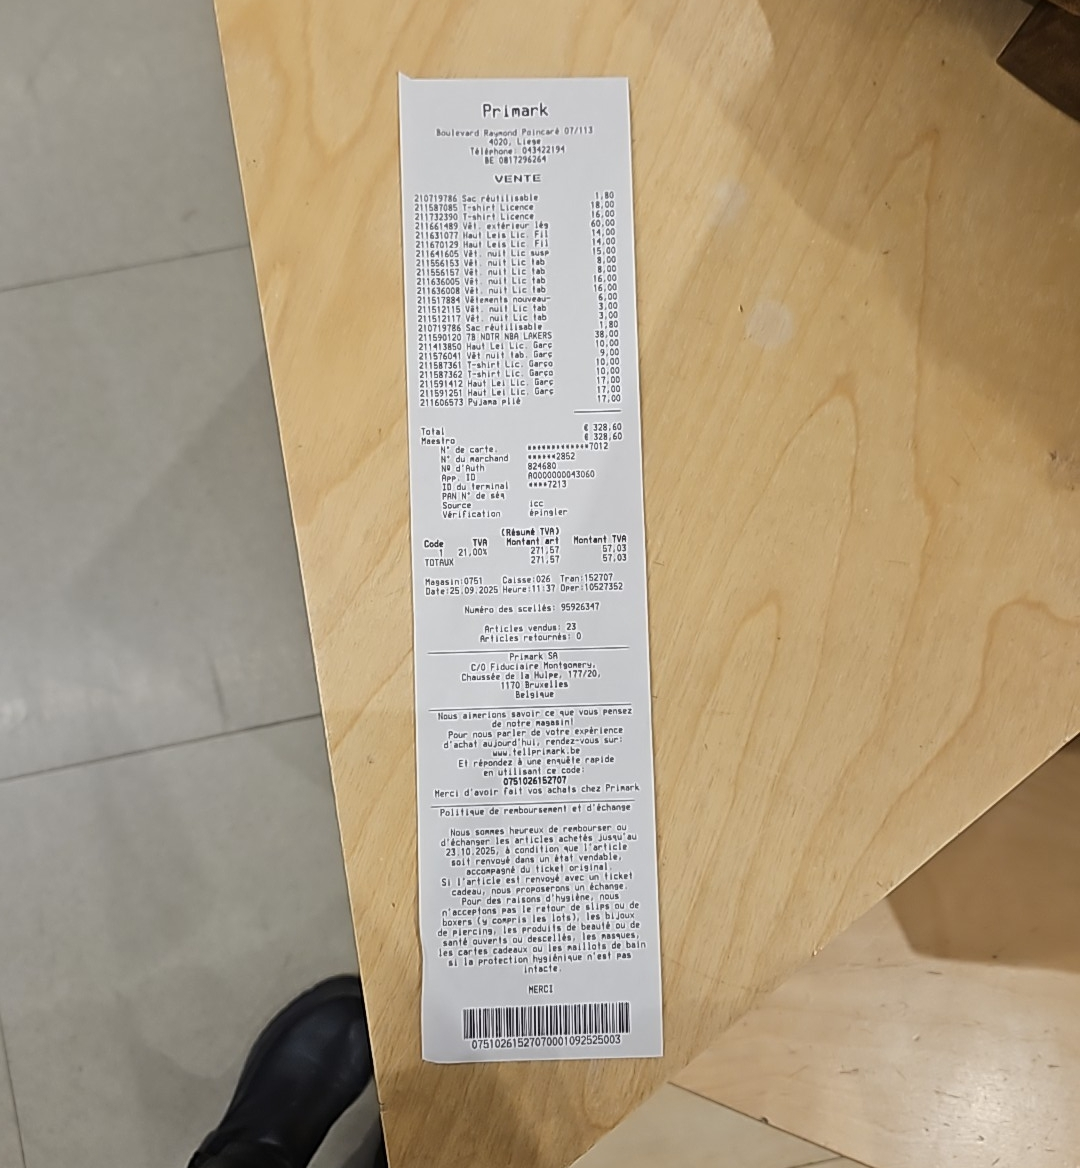 Primark
Boulevard Raymond Poincaré 07/113
4020, Liege
Téléphone: 043422194
BE 0817296264
VENTE
210719786 Sac réutilisable 1,80
211587085 T-shirt Licence 18,00
211732390 T-shirt Licence 16,00
211661489 Vêt. extérieur lég 60,00
211631077 Haut Leis Lic. Fil 14,00
211670129 Haut Leis Lic. Fil 14,00
211641605 Vêt. nuit Lic susp 15,00
211556153 Vêt. nuit Lic tab 8,00
211556157 Vêt. nuit Lic tab 8,00
211636005 Vêt. nuit Lic tab 16,00
211636008 Vêt. nuit Lic tab 16,00
211517884 Vêtements nouveau- 6,00
211512115 Vêt. nuit Lic tab 3,00
211512117 Vêt. nuit Lic tab 3,00
210719786 Sac réutilisable 1,80
211590120 78 NOTR NBA LAKERS 38,00
211413850 Haut Lei Lic. Garç 10,00
211576041 Vêt nuit tab. Garç 9,00
211587361 T-shirt Lic. Garço 10,00
211587362 T-shirt Lic. Garço 10,00
211591412 Haut Lei Lic. Garç 17,00
211591251 Haut Lei Lic. Garç 17,00
211606573 Pyjama plié 17,00
Total € 328,60
Maestro € 328,60
N° de carte. ************7012
N° du marchand ******2852
Nº d'Auth 824680
App. ID A0000000043060
ID du terminal ****7213
PAN N° de séq
Source icc
Vérification épingler
(Résumé TVA)
Code TVA Montant art Montant TVA
1 21,00% 271,57 57,03
TOTAUX 271,57 57,03
Magasin:0751 Caisse:026 Tran:152707
Date:25.09.2025 Heure:11:37 Oper:10527352
Numéro des scellés: 95926347
Articles vendus: 23
Articles retournés: 0
Primark SA
C/O Fiduciaire Montgomery,
Chaussée de la Hulpe, 177/20,
1170 Bruxelles
Belgique
Nous aimerions savoir ce que vous pensez
de notre magasin!
Pour nous parler de votre expérience
d'achat aujourd'hui, rendez-vous sur:
www.tellprimark.be
Et répondez à une enquête rapide
en utilisant ce code:
0751026152707
Merci d'avoir fait vos achats chez Primark
Politique de remboursement et d'échange
Nous sommes heureux de rembourser ou
d'échanger les articles achetés jusqu'au
23.10.2025, à condition que l'article
soit renvoyé dans un état vendable,
accompagné du ticket original.
Si l'article est renvoyé avec un ticket
cadeau, nous proposerons un échange.
Pour des raisons d'hygiène, nous
n'acceptons pas le retour de slips ou de
boxers (y compris les lots), les bijoux
de piercing, les produits de beauté ou de
santé ouverts ou descellés, les masques,
les cartes cadeaux ou les maillots de bain
si la protection hygiénique n'est pas
intacte.
MERCI
07510261527070001092525003